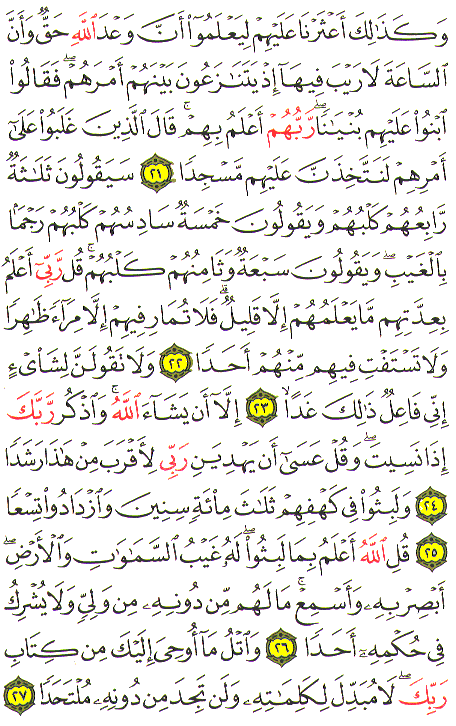 وَكَذَٰلِكَ أَعْثَرْنَا عَلَيْهِمْ لِيَعْلَمُوٓا۟ أَنَّ وَعْدَ ٱللَّهِ حَقٌّ وَأَنَّ
ٱلسَّاعَةَ لَا رَيْبَ فِيهَآ إِذْ يَتَنَٰزَعُونَ بَيْنَهُمْ أَمْرَهُمْ ۖ فَقَالُوا۟
ٱبْنُوا۟ عَلَيْهِم بُنْيَٰنًا ۖ رَّبُّهُمْ أَعْلَمُ بِهِمْ ۚ قَالَ ٱلَّذِينَ غَلَبُوا۟ عَلَىٰٓ
أَمْرِهِمْ لَنَتَّخِذَنَّ عَلَيْهِم مَّسْجِدًا ٢١ سَيَقُولُونَ ثَلَٰثَةٌ
رَّابِعُهُمْ كَلْبُهُمْ وَيَقُولُونَ خَمْسَةٌ سَادِسُهُمْ كَلْبُهُمْ رَجْمًۢا
بِٱلْغَيْبِ ۖ وَيَقُولُونَ سَبْعَةٌ وَثَامِنُهُمْ كَلْبُهُمْ ۚ قُل رَّبِّىٓ أَعْلَمُ
بِعِدَّتِهِم مَّا يَعْلَمُهُمْ إِلَّا قَلِيلٌ ۗ فَلَا تُمَارِ فِيهِمْ إِلَّا مِرَآءً ظَٰهِرًا
وَلَا تَسْتَفْتِ فِيهِم مِّنْهُمْ أَحَدًا ٢٢ وَلَا تَقُولَنَّ لِشَا۟ىْءٍ
إِنِّى فَاعِلٌ ذَٰلِكَ غَدًا ٢٣ إِلَّآ أَن يَشَآءَ ٱللَّهُ ۚ وَٱذْكُر رَّبَّكَ
إِذَا نَسِيتَ ۖ وَقُلْ عَسَىٰٓ أَن يَهْدِيَنِ رَبِّى لِأَقْرَبَ مِنْ هَٰذَا رَشَدًا
٢٤ وَلَبِثُوا۟ فِى كَهْفِهِمْ ثَلَٰثَ مِا۟ئَةٍ سِنِينَ وَٱزْدَادُوا۟ تِسْعًا
٢٥ قُلِ ٱللَّهُ أَعْلَمُ بِمَا لَبِثُوا۟ ۖ لَهُۥ غَيْبُ ٱلسَّمَٰوَٰتِ وَٱلْأَرْضِ ۖ
أَبْصِرْ بِهِۦ وَأَسْمِعْ ۚ مَا لَهُم مِّن دُونِهِۦ مِن وَلِىٍّ وَلَا يُشْرِكُ
فِى حُكْمِهِۦٓ أَحَدًا ٢٦ وَٱتْلُ مَآ أُوحِىَ إِلَيْكَ مِن كِتَابِ
رَبِّكَ ۖ لَا مُبَدِّلَ لِكَلِمَٰتِهِۦ وَلَن تَجِدَ مِن دُونِهِۦ مُلْتَحَدًا ٢٧